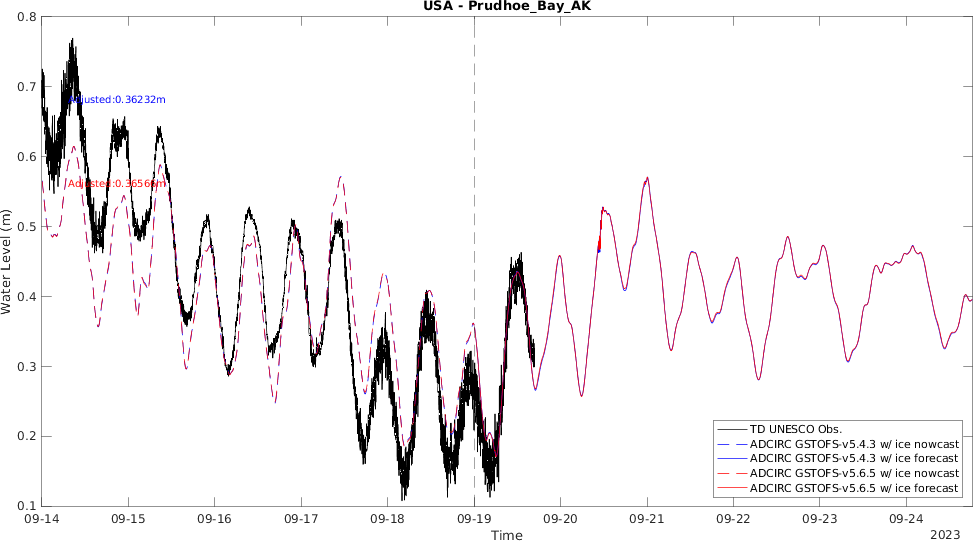 USA - Prudhoe_Bay_AK
0.8
0.7
0.6
0.5
0.4
0.3
0.2
0.1
Water Level (m)
Adjusted:0.36232m
Adjusted:0.36566m
TD UNESCO Obs.
ADCIRC GSTOFS-v5.4.3 w/ ice nowcast
ADCIRC GSTOFS-v5.4.3 w/ ice forecast
ADCIRC GSTOFS-v5.6.5 w/ ice nowcast
ADCIRC GSTOFS-v5.6.5 w/ ice forecast
09-14 09-15 09-16 09-17 09-18 09-19 09-20 09-21 09-22 09-23 09-24
Time
2023